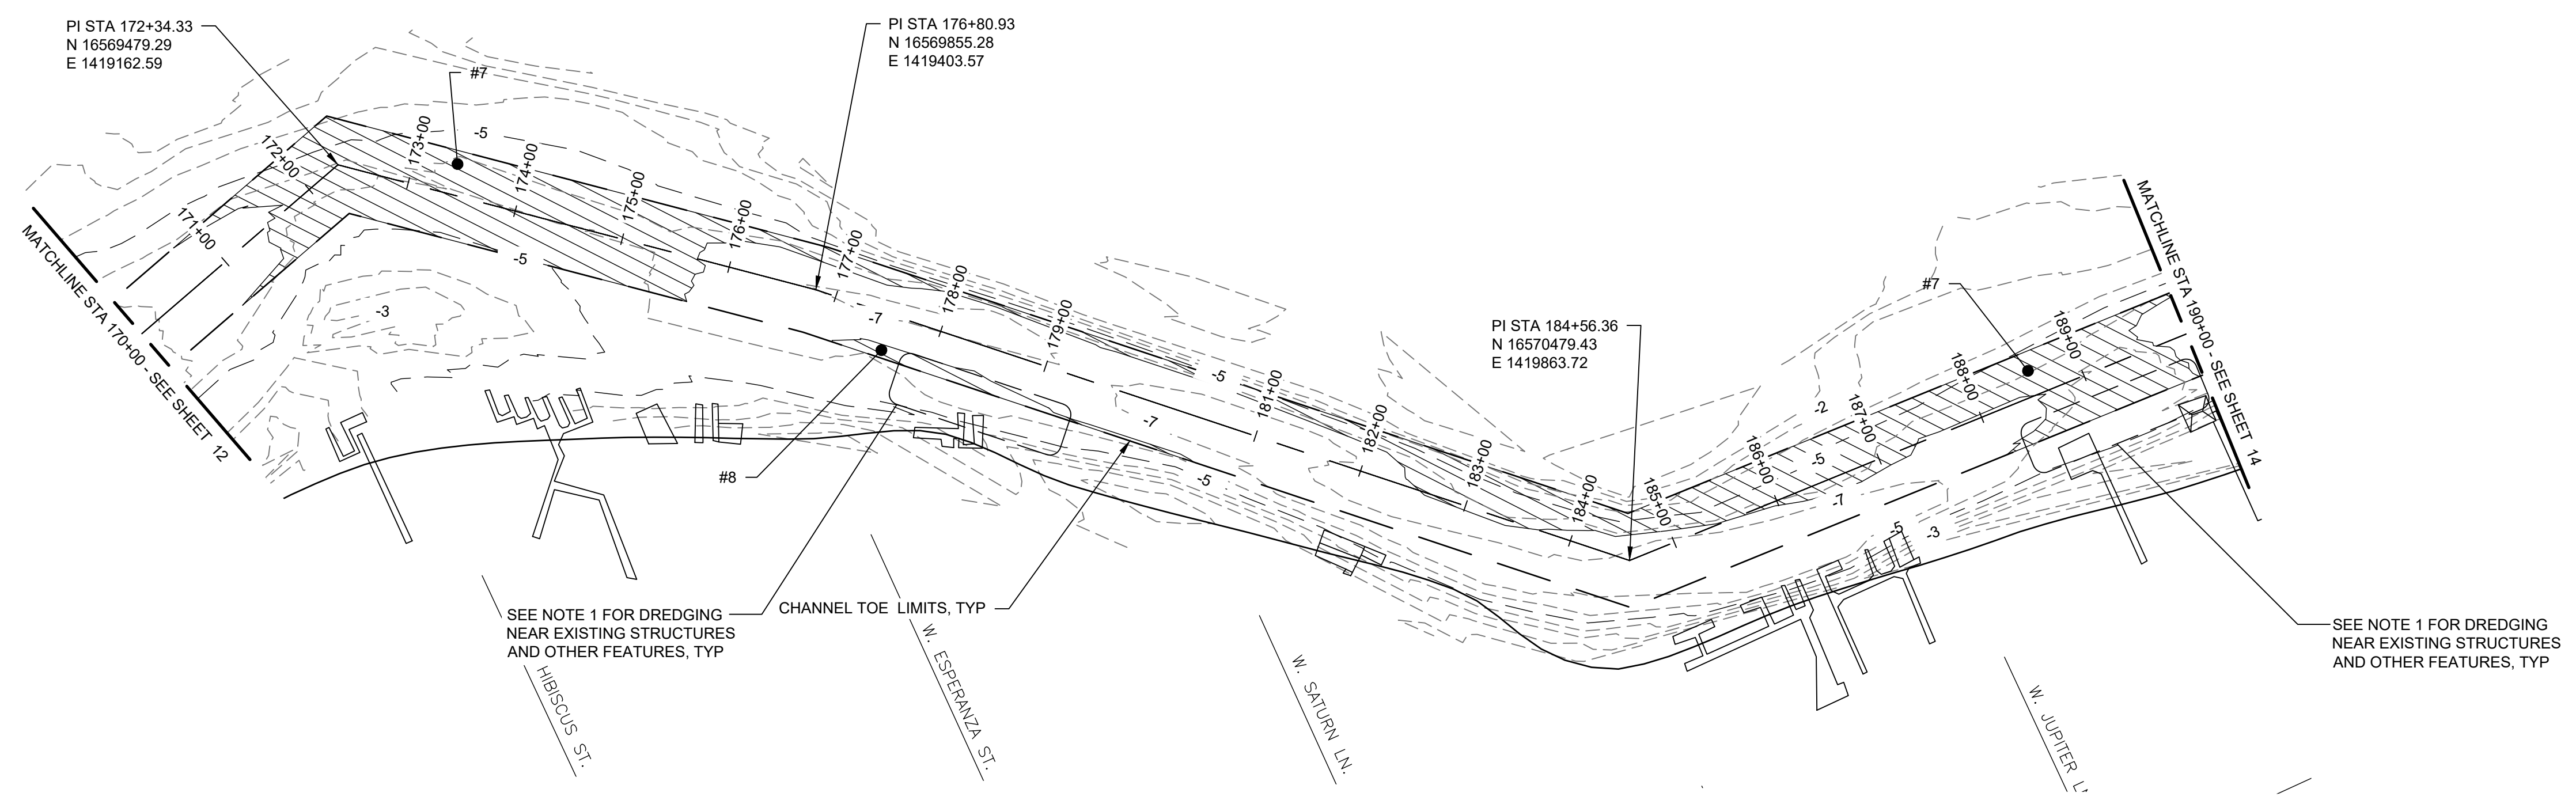 PI STA 172+34.33
N 16569479.29
E 1419162.59
#7
PI STA 176+80.93
N 16569855.28
E 1419403.57
-5
173+00
172+00
174+00
175+00
171+00
176+00
177+00
-5
MATCHLINE STA 170+00 - SEE SHEET 12
-3
-7
178+00
179+00
#8
-5
-7
-5
181+00
182+00
183+00
184+00
PI STA 184+56.36
N 16570479.43
E 1419863.72
185+00
186+00
-5
187+00
-2
188+00
189+00
#7
MATCHLINE STA 190+00 - SEE SHEET 14
-7
-5
-3
SEE NOTE 1 FOR DREDGING
NEAR EXISTING STRUCTURES
AND OTHER FEATURES, TYP
CHANNEL TOE LIMITS, TYP
SEE NOTE 1 FOR DREDGING
NEAR EXISTING STRUCTURES
AND OTHER FEATURES, TYP
HIBISCUS ST.
W. ESPERANZA ST.
W. SATURN LN.
W. JUPITER